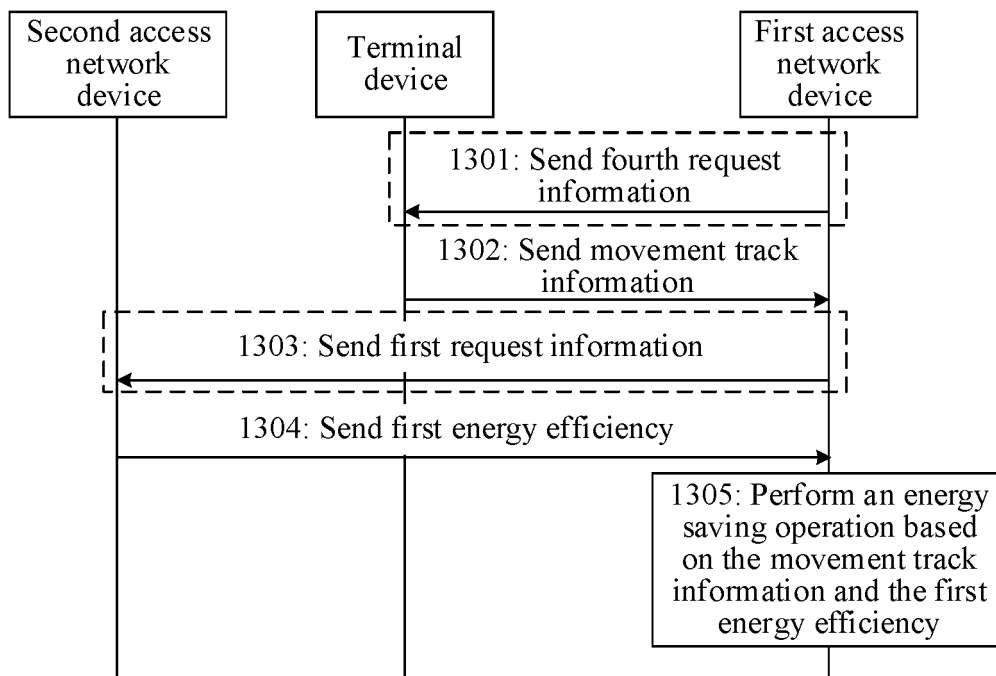 Second access
network
device
Terminal
device
First access
network
device
1301: Send fourth request
information
1302: Send movement track
information
1303: Send first request information
1304: Send first energy efficiency
1305: Perform an energy
saving operation based
on the movement track
information and the first
energy efficiency